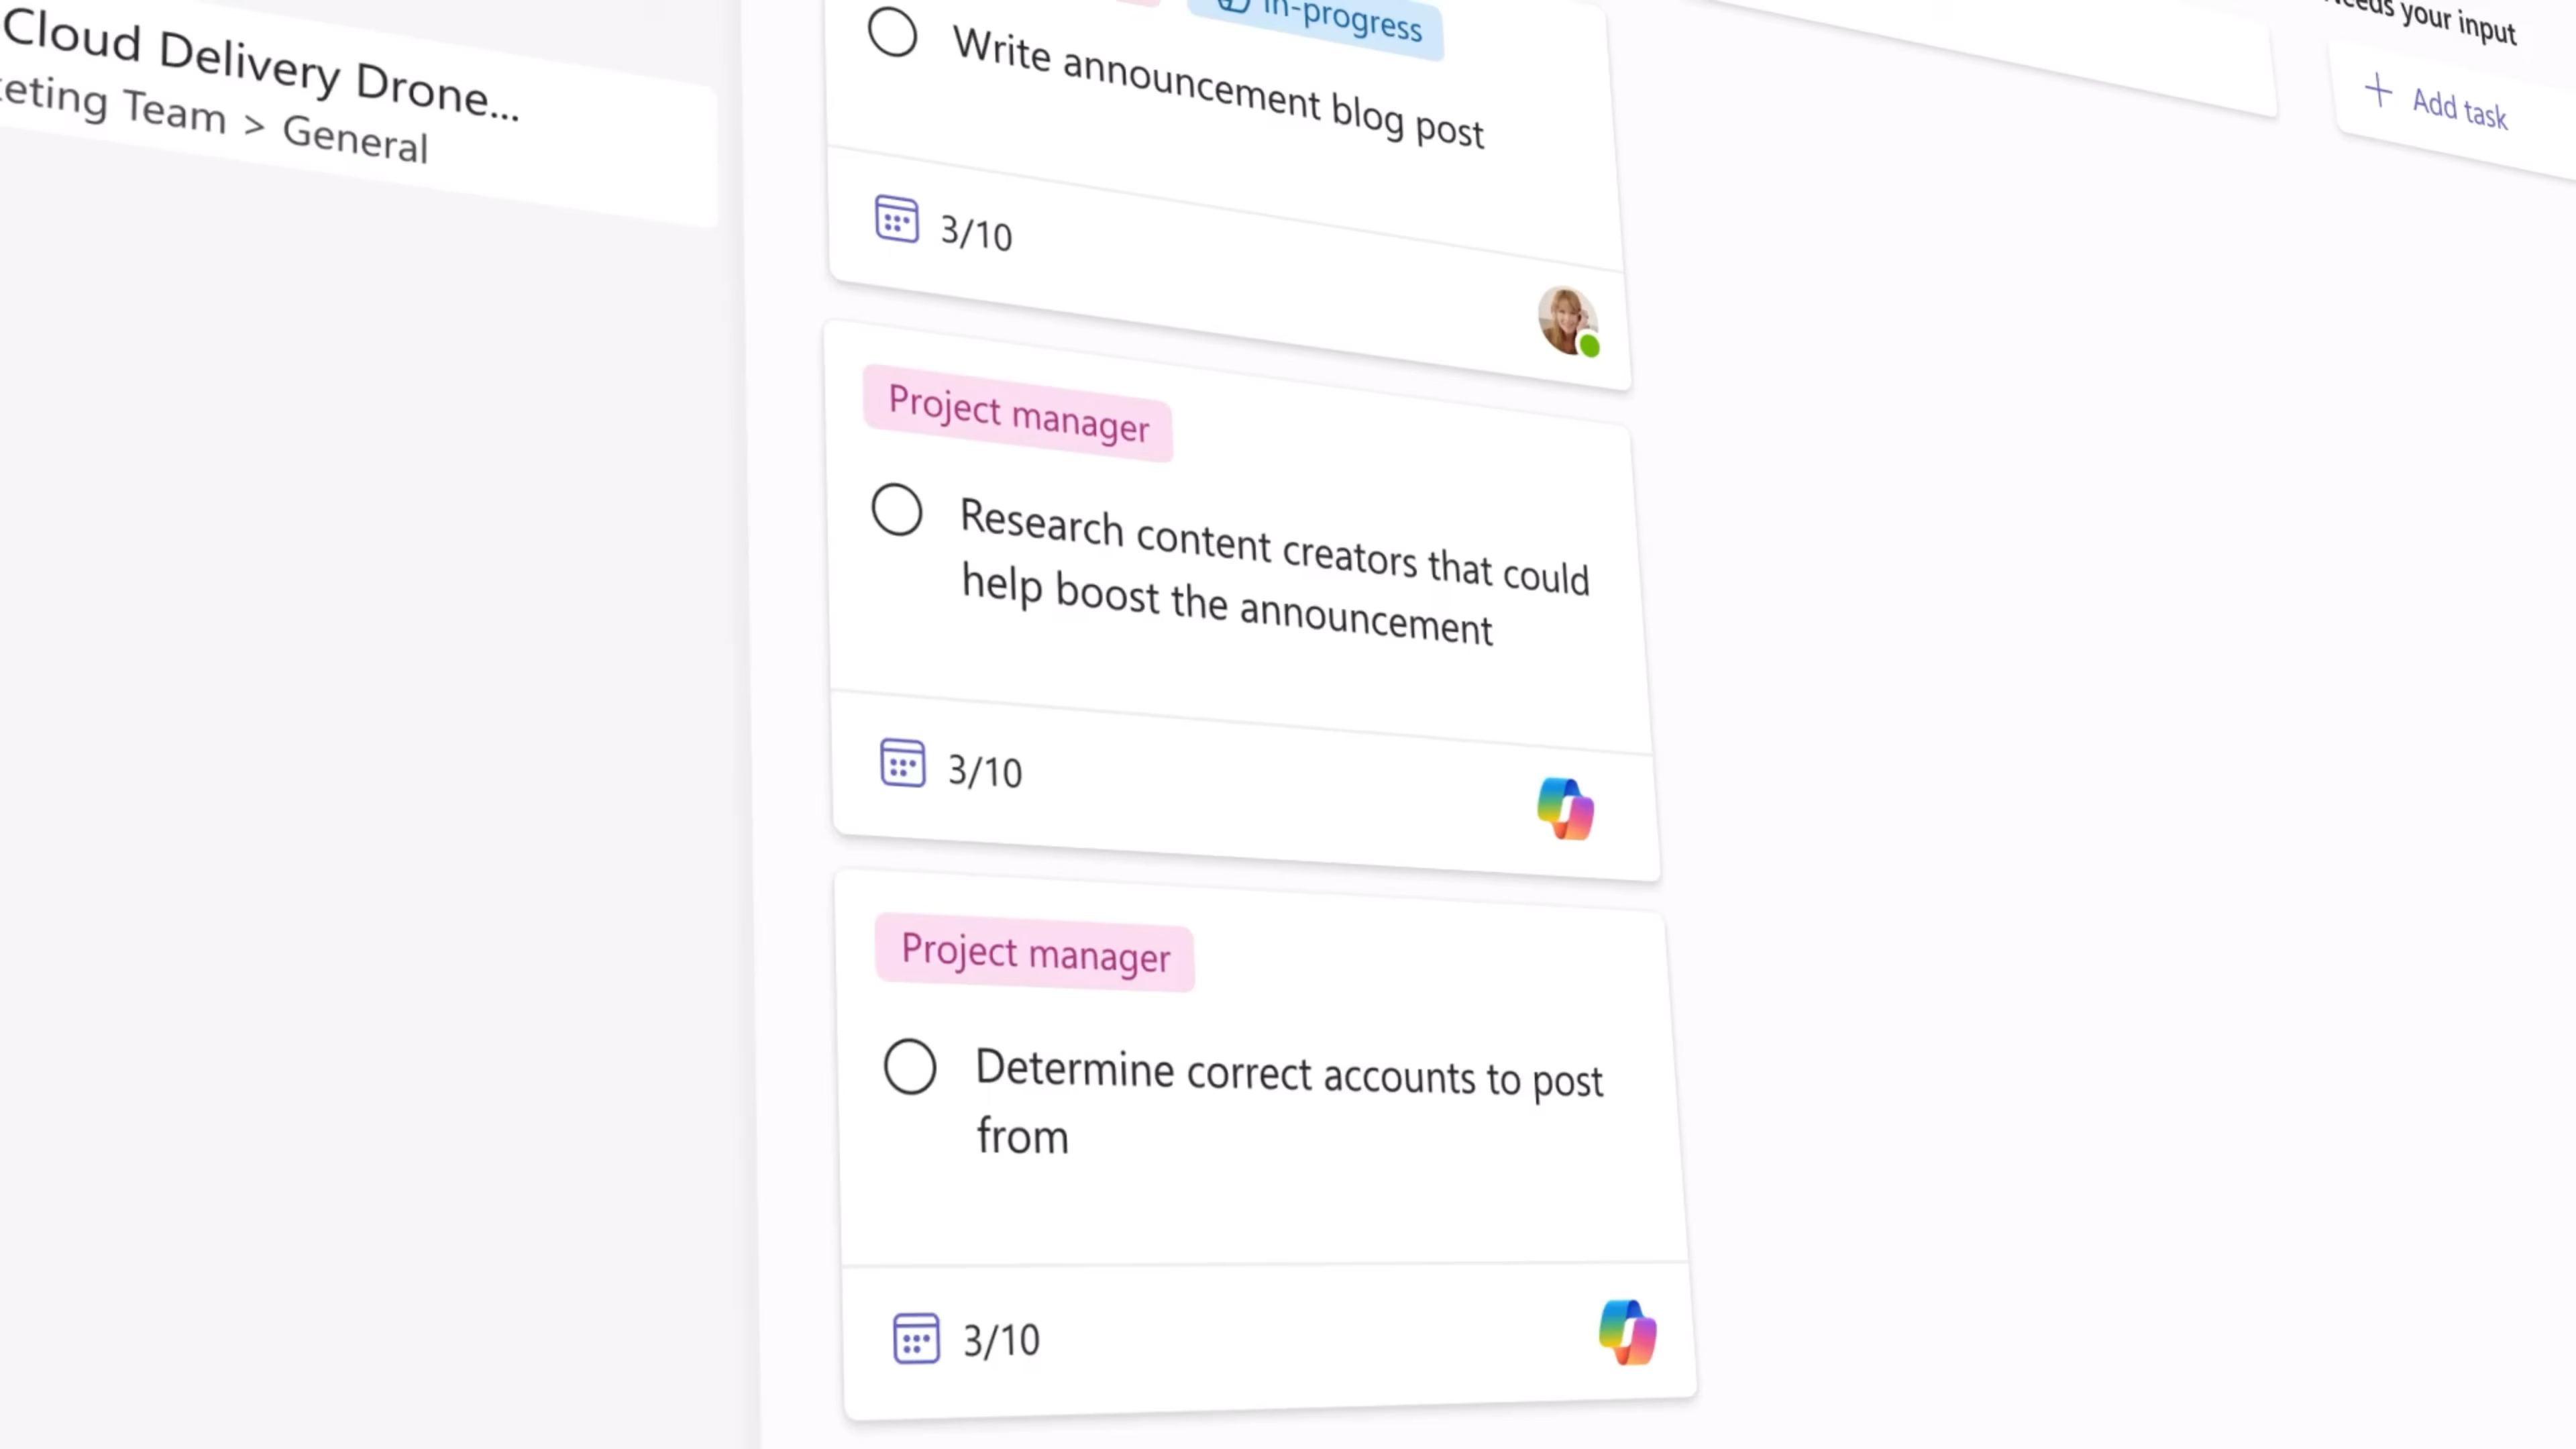 Cloud Delivery Drone...
Team > General
in-progress
Write announcement blog post
3/10
Project manager
Research content creators that could
help boost the announcement
3/10
Project manager
Determine correct accounts to post
from
3/10
your input
Add task